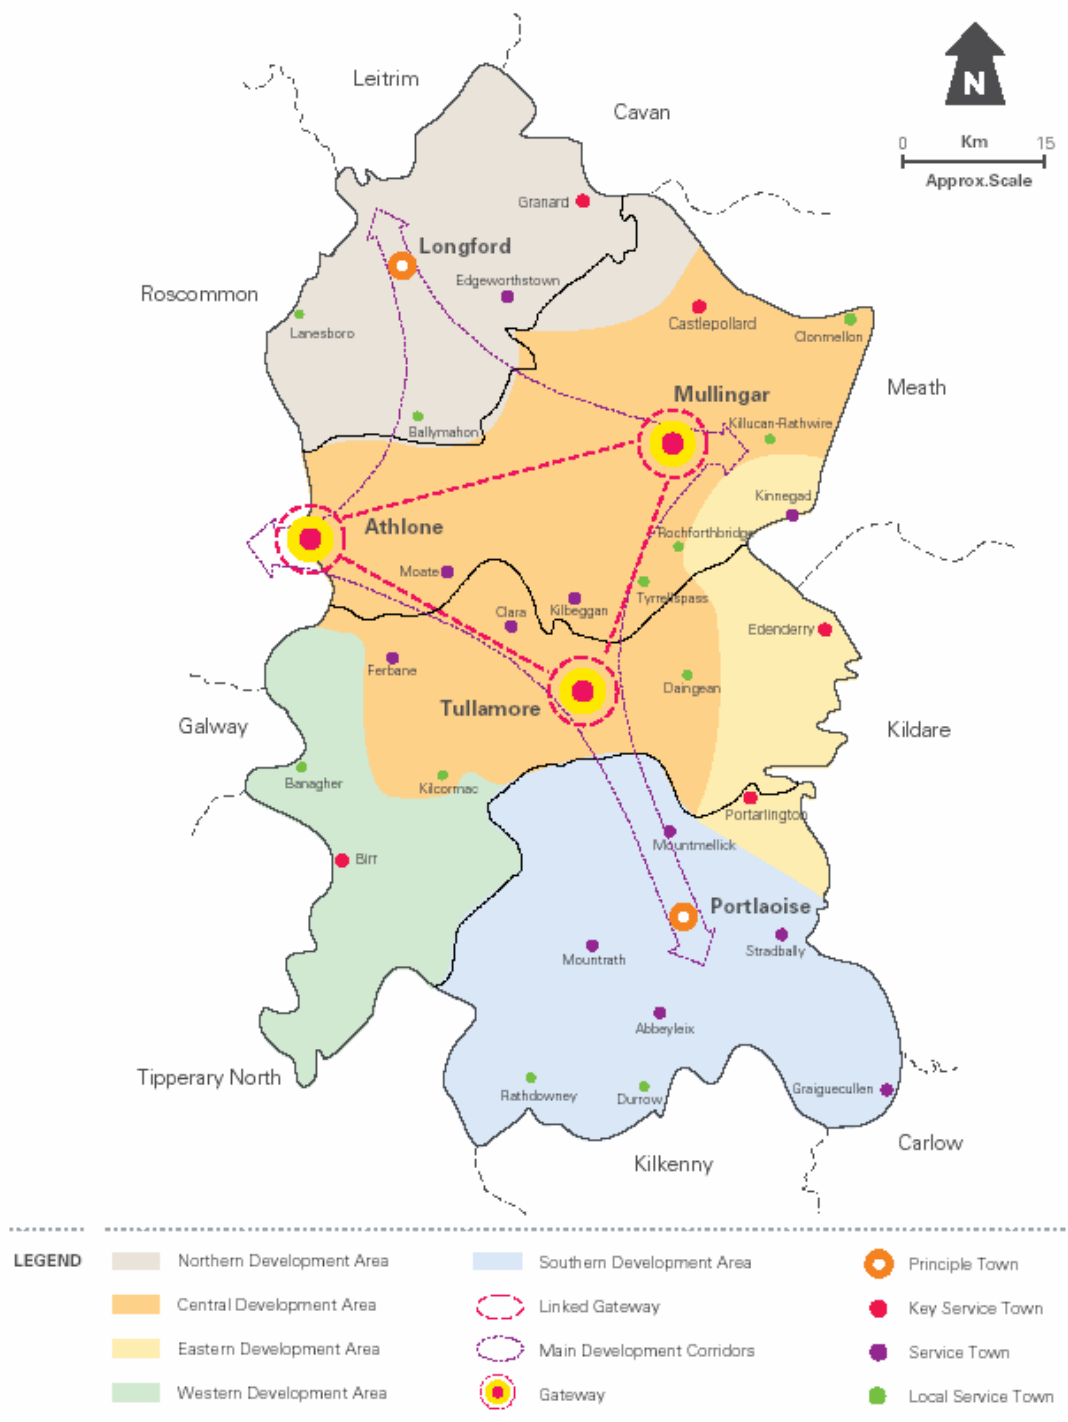 Leitrim
Cavan
N
0 Km 15
Approx.Scale
Granard
Longford
Edgeworthstown
Roscommon
Lanesboro
Castlepollard
Clonmellon
Meath
Mullingar
Ballymahon
Killucan-Rathwire
Kinnegad
Athlone
Rochforthbridge
Moate
Tyrrellspass
Kilbeggan
Clara
Edenderry
Ferbane
Daingean
Tullamore
Galway
Kildare
Banagher
Kilcormac
Portarlington
Mountmellick
Birr
Portlaoise
Stradbally
Mountrath
Abbeyleix
Tipperary North
Rathdowney
Durrow
Graiguecullen
Carlow
Kilkenny
LEGEND
Northern Development Area
Central Development Area
Eastern Development Area
Western Development Area
Southern Development Area
Linked Gateway
Main Development Corridors
Gateway
Principle Town
Key Service Town
Service Town
Local Service Town